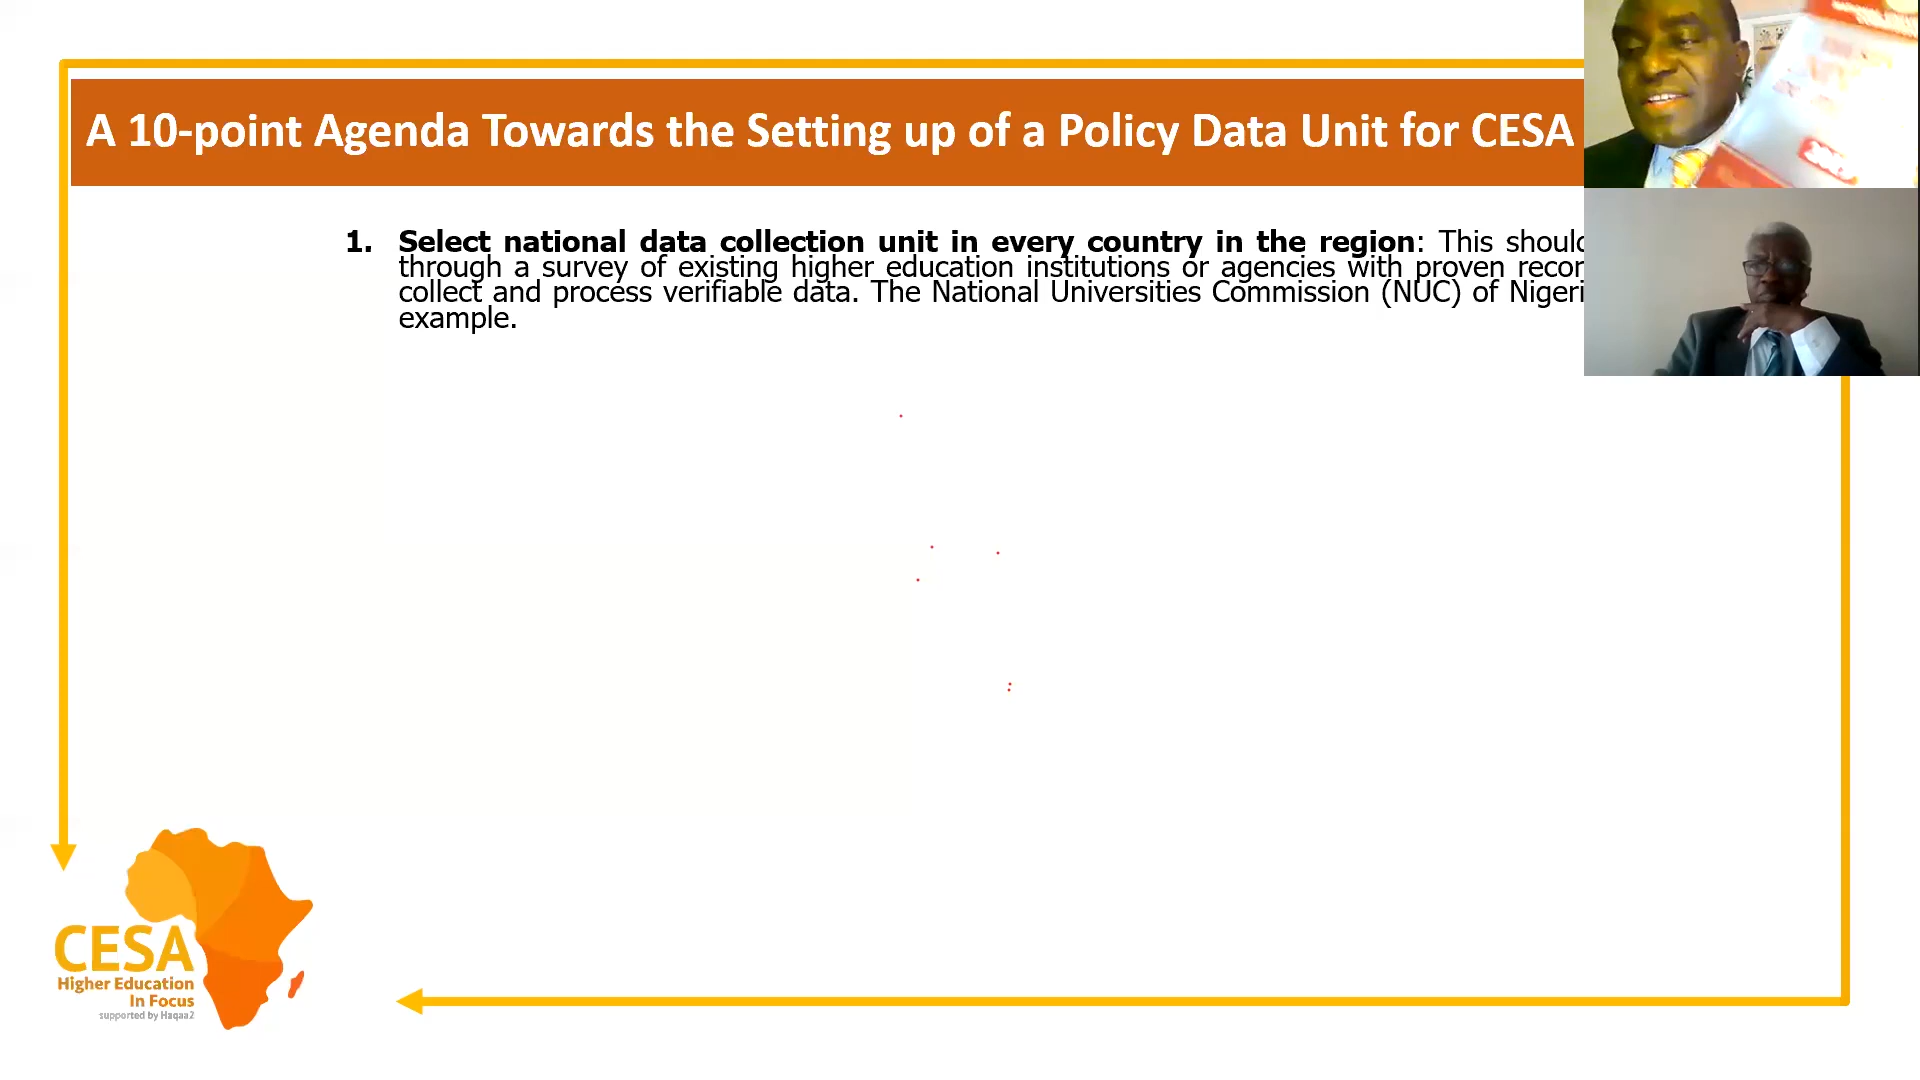 A 10-point Agenda Towards the Setting up of a Policy Data Unit for CESA
1. Select national data collection unit in every country in the region: This should
through a survey of existing higher education institutions or agencies with proven
collect and process verifiable data. The National Universities Commission (NUC) of
example.
CESA
Higher Education
In Focus
supported by Haqaa2